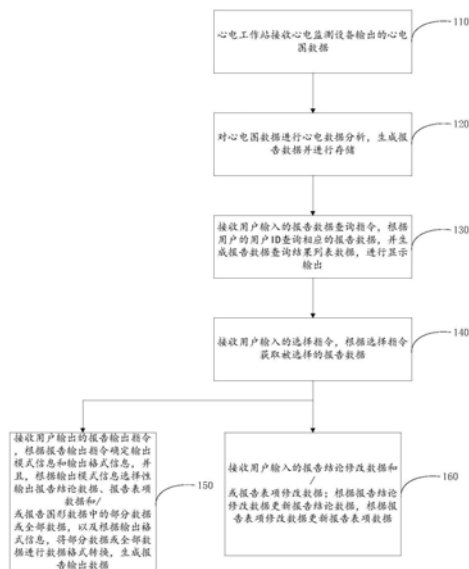 心电工作站接收心电监测设备输出的心电
图数据
110
对心电图数据进行心电数据分析，生成报
告数据并进行存储
120
接收用户输入的报告数据查询指令，根据
用户的用户ID查询相应的报告数据，并生
成报告数据查询结果列表数据，进行显示
输出
130
接收用户输入的选择指令，根据选择指令
获取被选择的报告数据
140
接收用户输出的报告输出指令
，根据报告输出指令确定输出
模式信息和输出格式信息，并
且，根据输出模式信息选择性
输出报告结论数据、报告表项
数据和/
或报告图形数据中的部分数据
或全部数据，以及根据输出格
式信息，将部分数据或全部数
据进行数据格式转换，生成报
告输出数据
150
接收用户输入的报告结论修改数据和
/
或报告表项修改数据；根据报告结论
修改数据更新报告结论数据，根据报
告表项修改数据更新报告表项数据
160